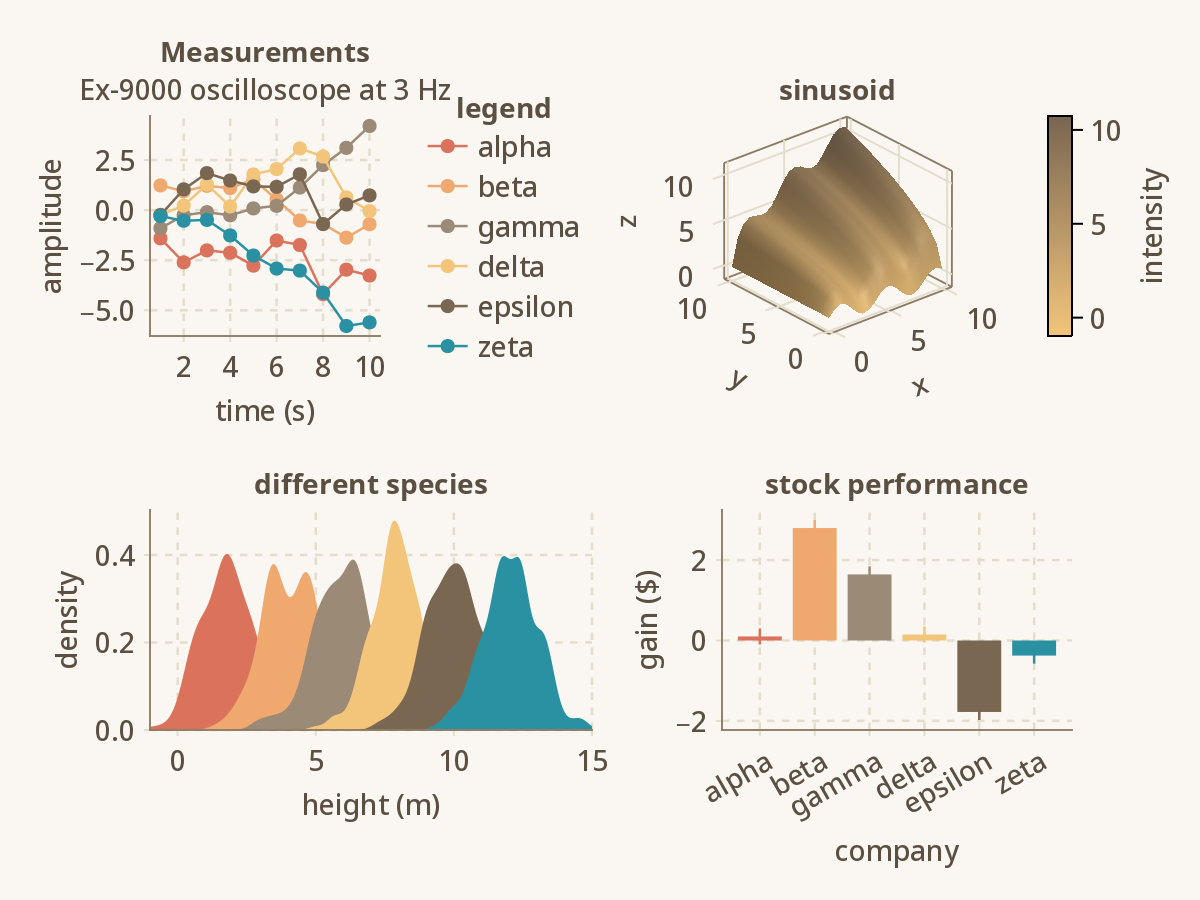 Measurements
Ex-9000 oscilloscope at 3 Hz
amplitude
2.5
0.0
−2.5
−5.0
2 4 6 8 10
time (s)
legend
alpha
beta
gamma
delta
epsilon
zeta
sinusoid
z
10
5
0
10
5
0
y
0
5
10
x
10
5
0
intensity
different species
density
0.4
0.2
0.0
0 5 10 15
height (m)
stock performance
gain ($)
2
0
−2
alpha beta gamma delta epsilon zeta
company